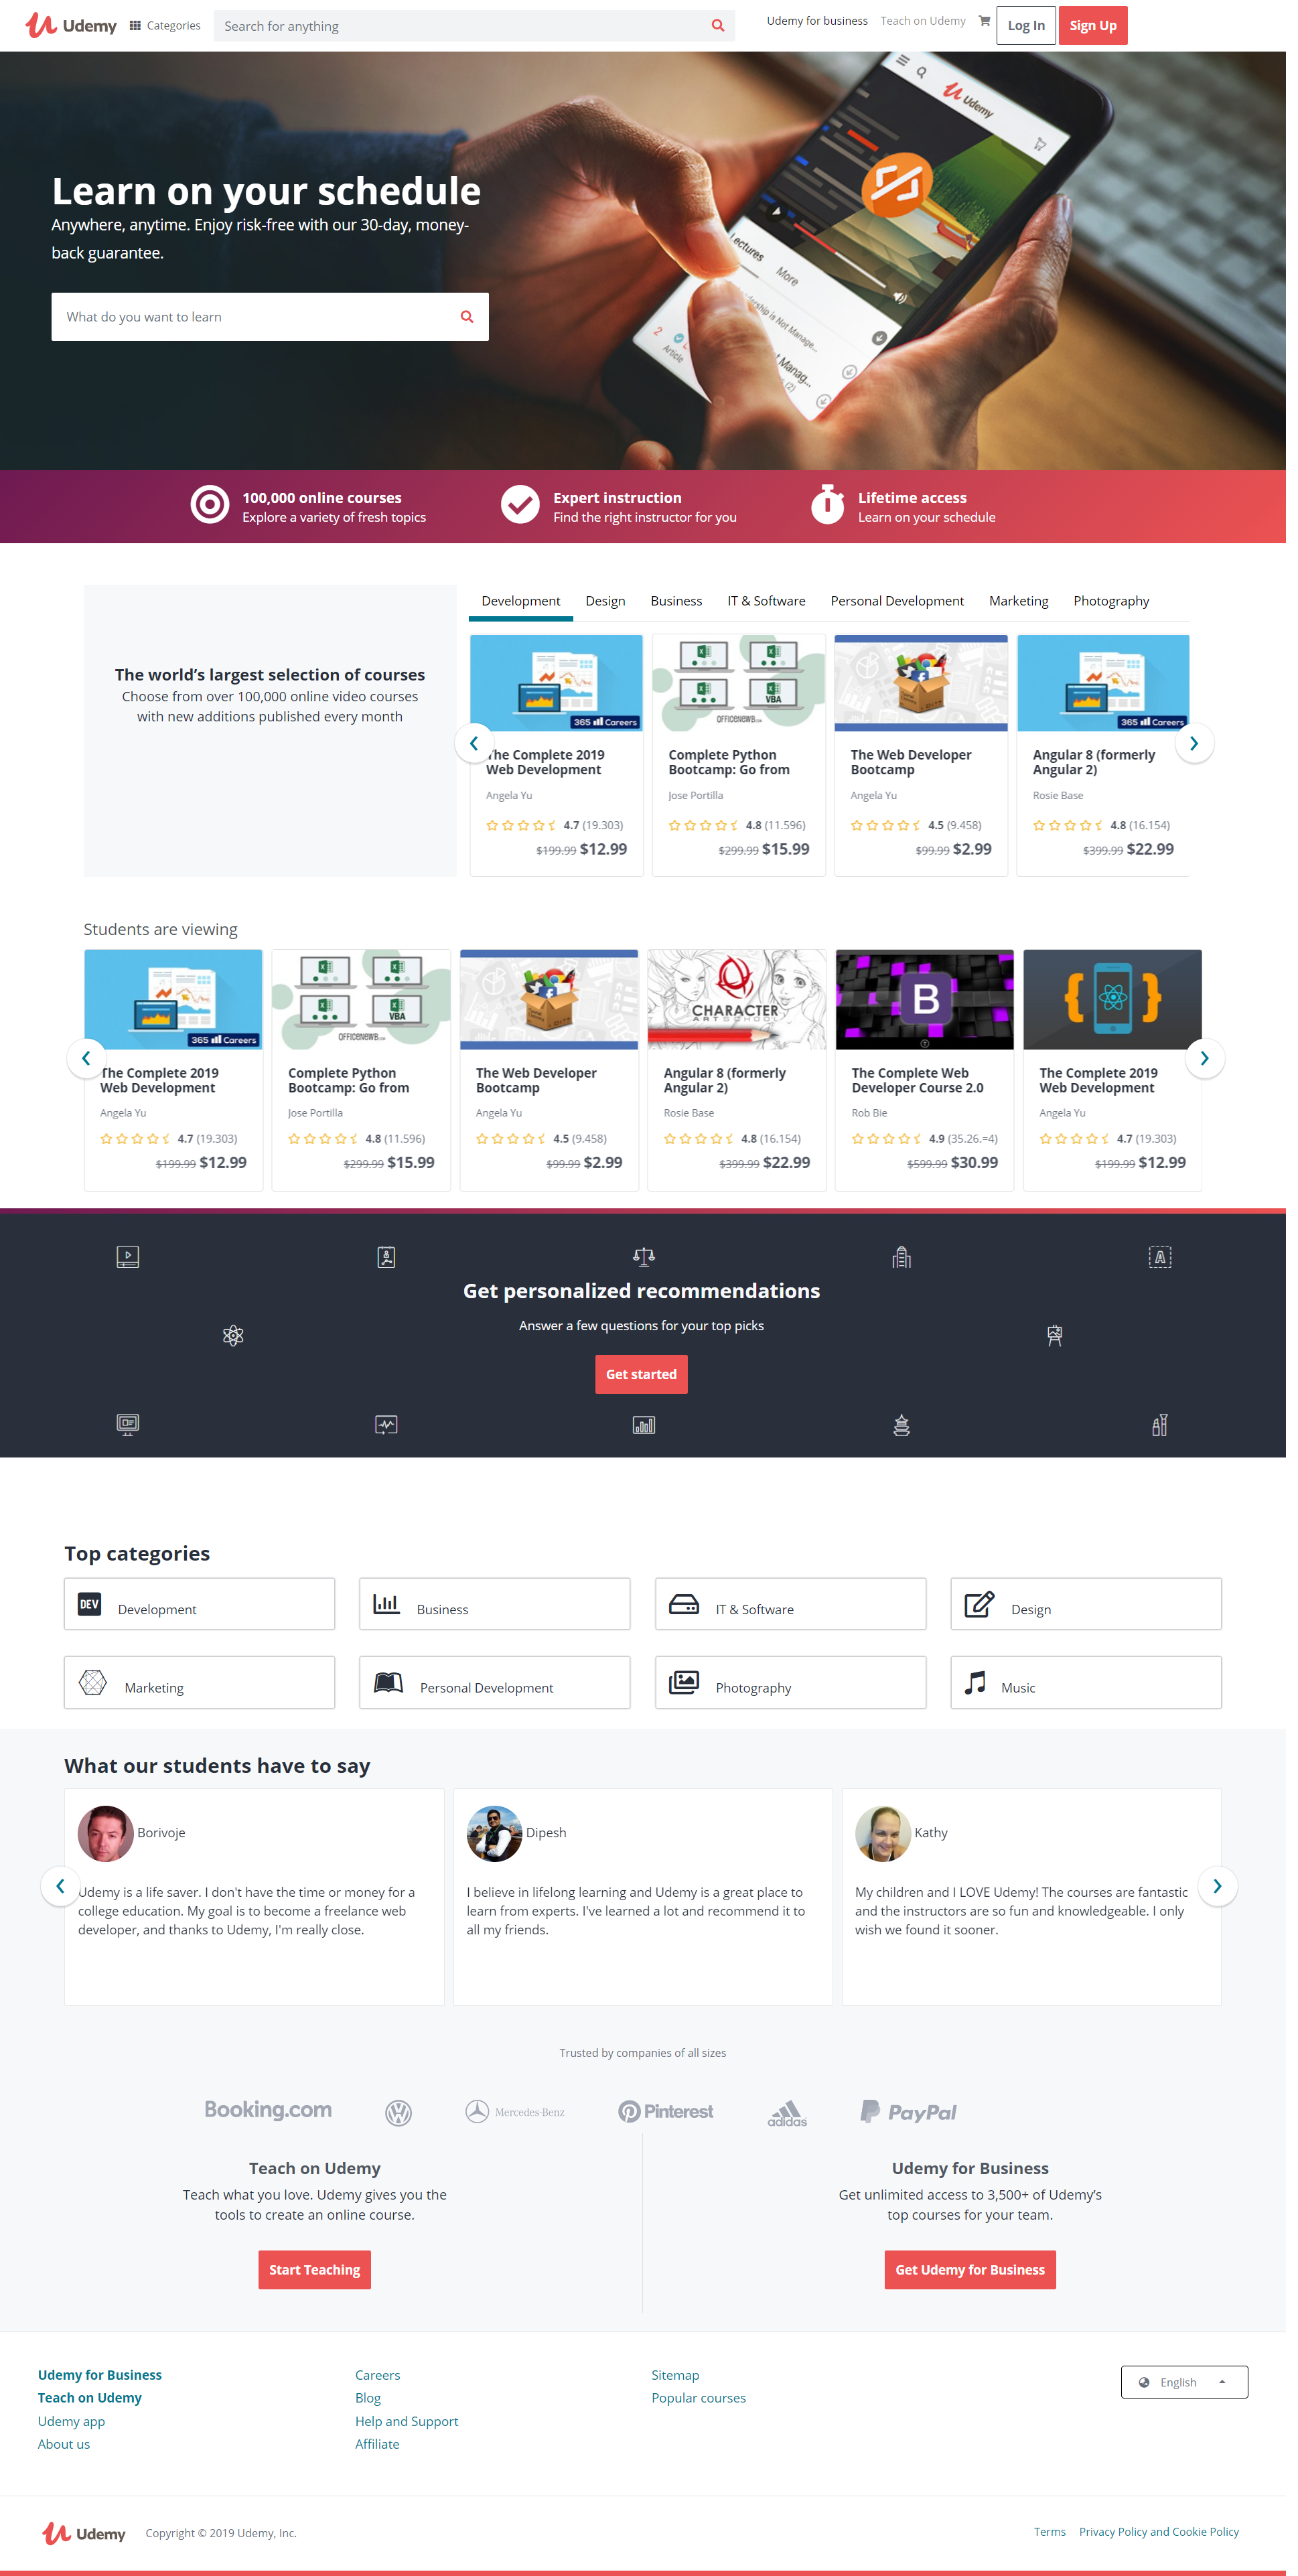 Udemy
Categories
Search for anything
Udemy for business
Teach on Udemy
Log In
Sign Up
Udemy
Lectures
More
Learn on your schedule
Anywhere, anytime. Enjoy risk-free with our 30-day, money-
back guarantee.
What do you want to learn
100,000 online courses
Explore a variety of fresh topics
Expert instruction
Find the right instructor for you
Lifetime access
Learn on your schedule
The world's largest selection of courses
Choose from over 100,000 online video courses
with new additions published every month
Development
Design
Business
IT & Software
Personal Development
Marketing
Photography
365 Careers
VBA
OFFICENEWB.COM
365 Careers
The Complete 2019
Web Development
Angela Yu
4.7 (19.303)
$199.99 $12.99
Complete Python
Bootcamp: Go from
Jose Portilla
4.8 (11.596)
$299.99 $15.99
The Web Developer
Bootcamp
Angela Yu
4.5 (9.458)
$99.99 $2.99
Angular 8 (formerly
Angular 2)
Rosie Base
4.8 (16.154)
$399.99 $22.99
Students are viewing
365 Careers
VBA
OFFICENEWB.COM
CHARACTER
ART SCHOOL
B
The Complete 2019
Web Development
Angela Yu
4.7 (19.303)
$199.99 $12.99
Complete Python
Bootcamp: Go from
Jose Portilla
4.8 (11.596)
$299.99 $15.99
The Web Developer
Bootcamp
Angela Yu
4.5 (9.458)
$99.99 $2.99
Angular 8 (formerly
Angular 2)
Rosie Base
4.8 (16.154)
$399.99 $22.99
The Complete Web
Developer Course 2.0
Rob Bie
4.9 (35.26.=4)
$599.99 $30.99
The Complete 2019
Web Development
Angela Yu
4.7 (19.303)
$199.99 $12.99
Get personalized recommendations
Answer a few questions for your top picks
Get started
Top categories
DEV
Development
Business
IT & Software
Design
Marketing
Personal Development
Photography
Music
What our students have to say
Borivoje
Udemy is a life saver. I don't have the time or money for a
college education. My goal is to become a freelance web
developer, and thanks to Udemy, I'm really close.
Dipesh
I believe in lifelong learning and Udemy is a great place to
learn from experts. I've learned a lot and recommend it to
all my friends.
Kathy
My children and I LOVE Udemy! The courses are fantastic
and the instructors are so fun and knowledgeable. I only
wish we found it sooner.
Trusted by companies of all sizes
Booking.com
Mercedes-Benz
Pinterest
adidas
PayPal
Teach on Udemy
Teach what you love. Udemy gives you the
tools to create an online course.
Start Teaching
Udemy for Business
Get unlimited access to 3,500+ of Udemy's
top courses for your team.
Get Udemy for Business
Udemy for Business
Teach on Udemy
Udemy app
About us
Careers
Blog
Help and Support
Affiliate
Sitemap
Popular courses
English
Udemy
Copyright © 2019 Udemy, Inc.
Terms
Privacy Policy and Cookie Policy